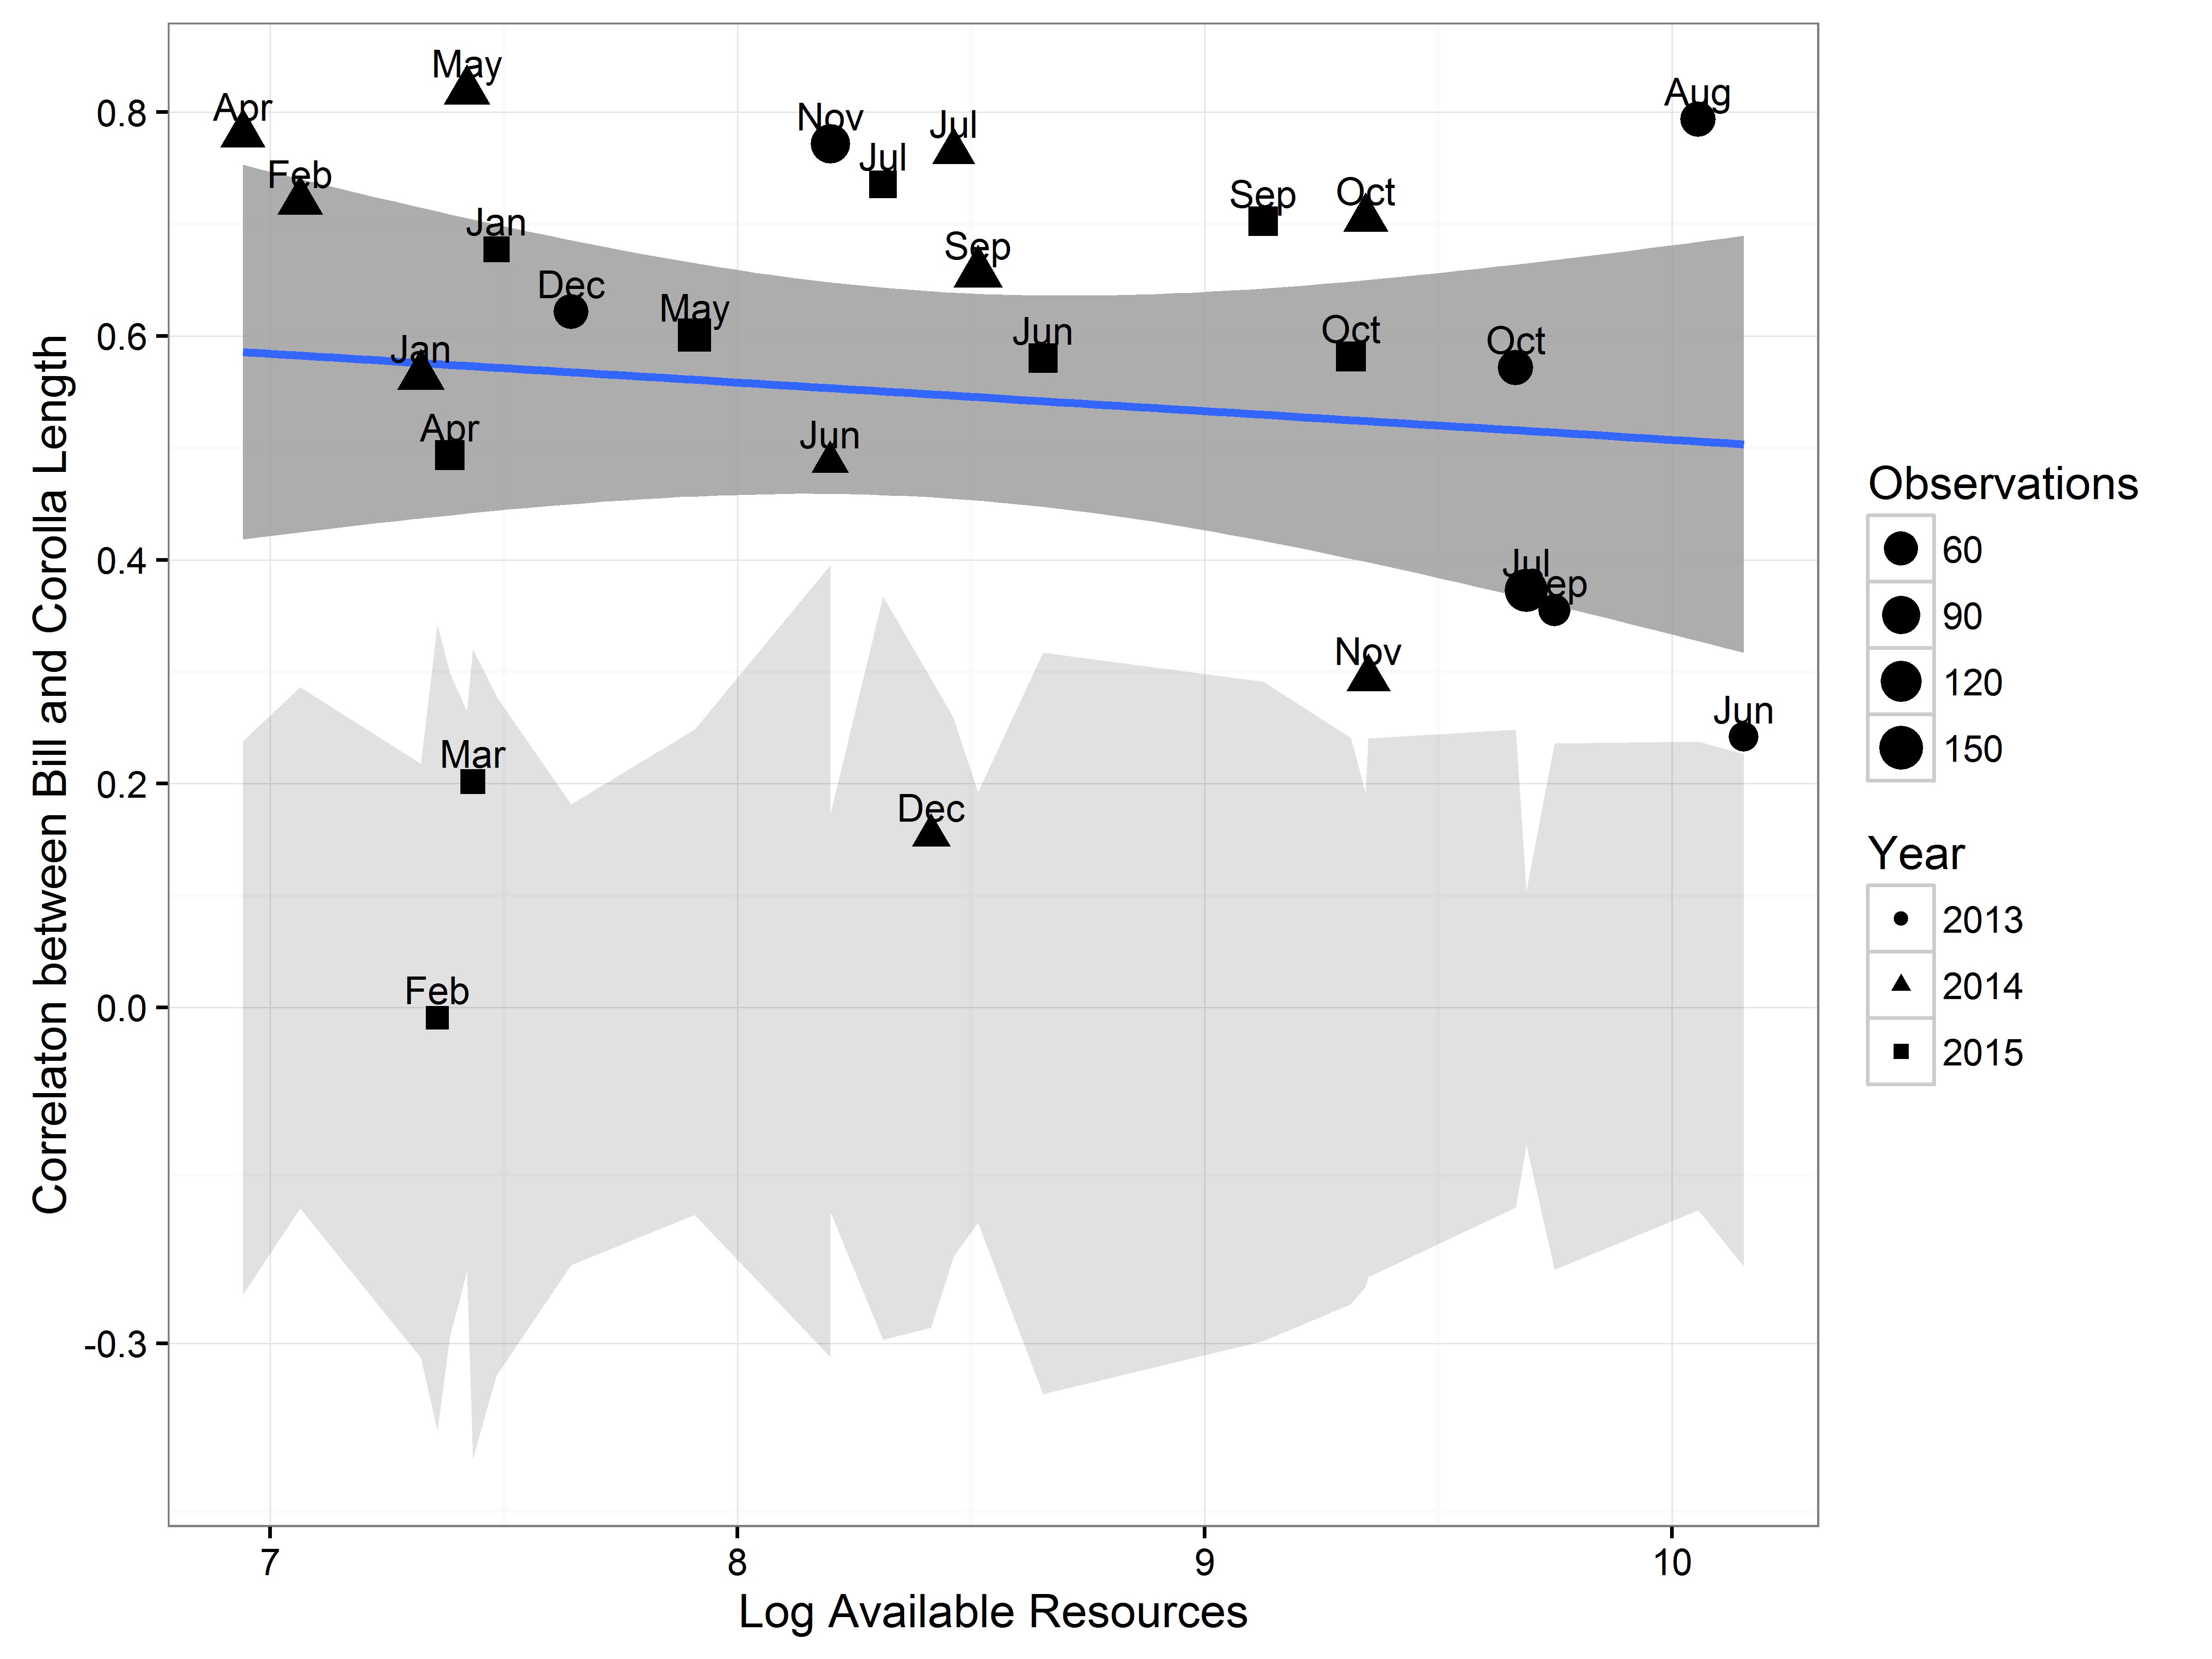 May
Apr
Aug
0.8
Nov
Jul
Jul
Feb
Sep
Oct
Jan
Sep
Dec
May
0.6
Jun
Oct
Oct
Jan
Apr
Jun
0.4
Jul
ep
Nov
Jun
0.2
Mar
Dec
Feb
0.0
-0.3
7
8
9
10
Log Available Resources
Correlaton between Bill and Corolla Length
Observations
60
90
120
150
Year
2013
2014
2015